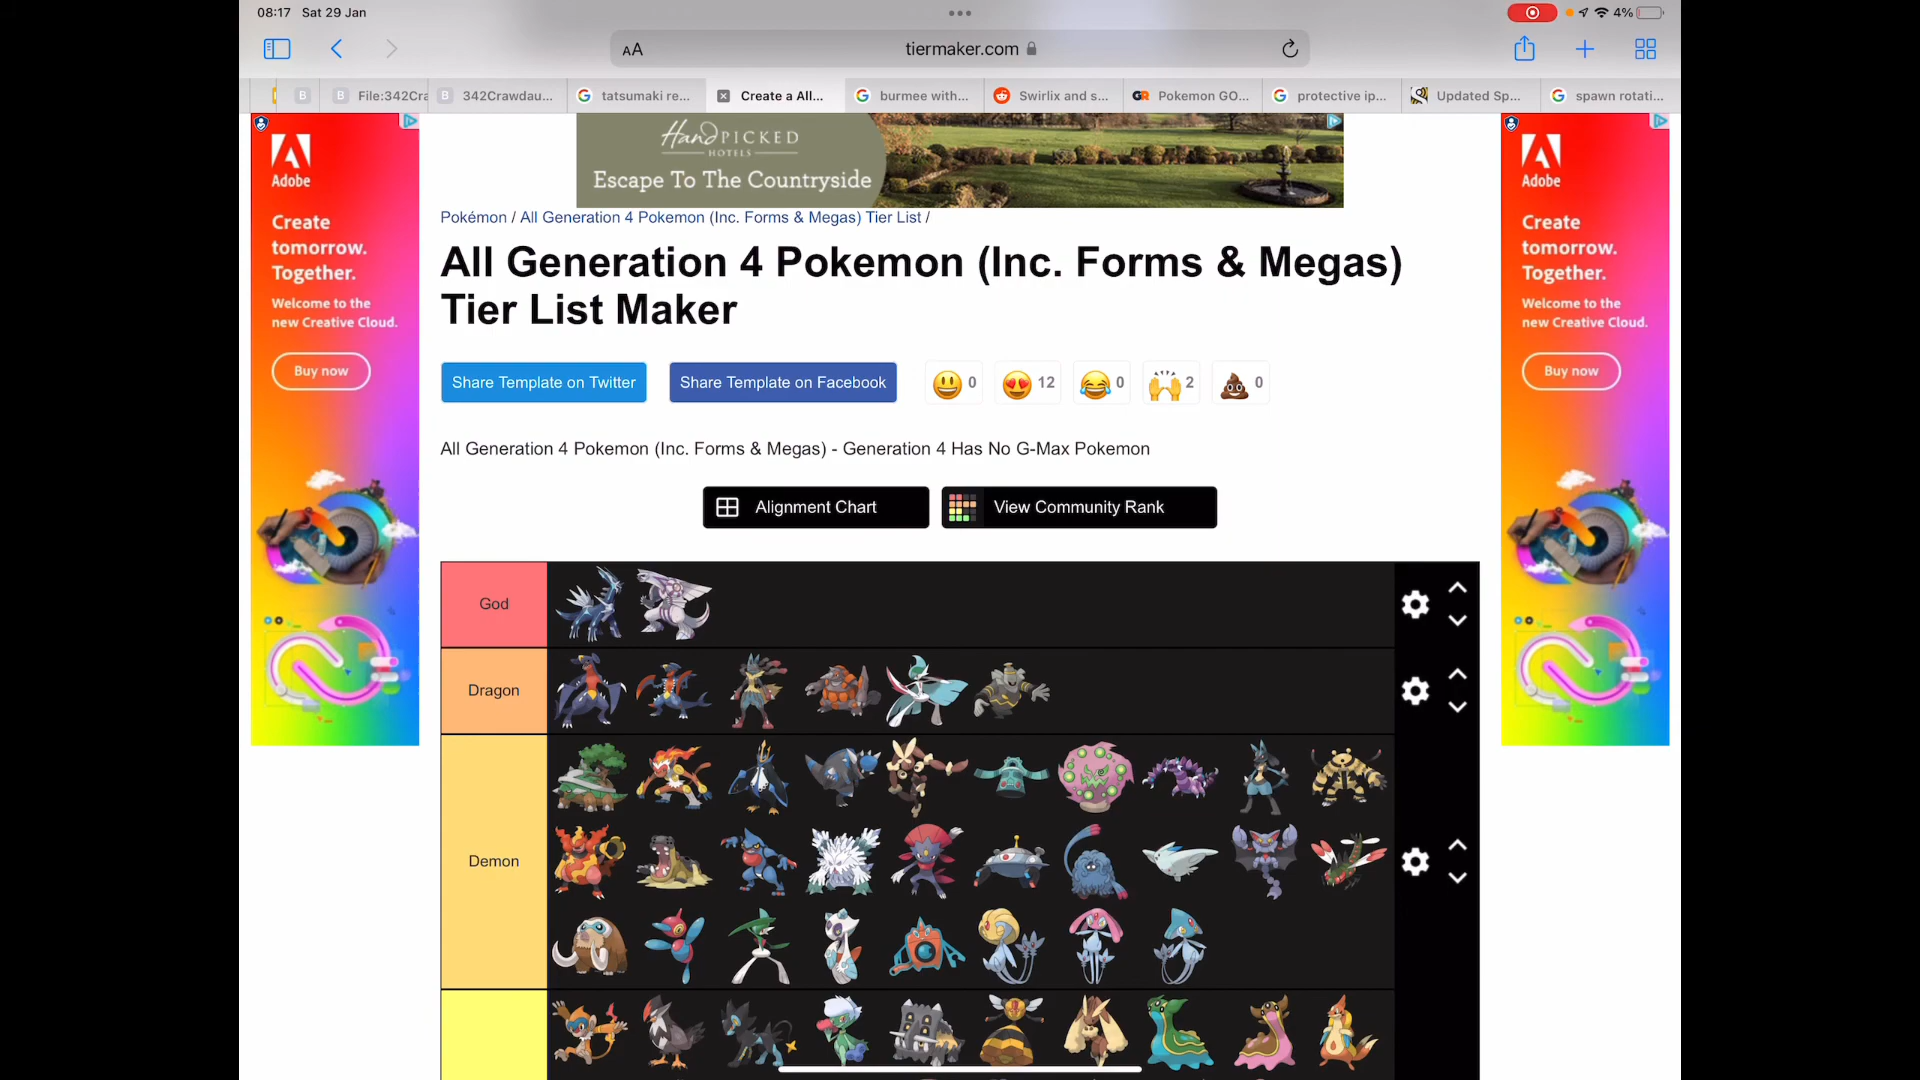 08:17 Sat 29 Jan
4%
AA
tiermaker.com
B
B File:342Cra
B 342Crawdau...
tatsumaki re...
Create a All...
burmee with...
Swirlix and s...
GR Pokemon GO...
protective ip...
Updated Sp...
spawn rotati...
Adobe
Create
tomorrow.
Together.
Welcome to the
new Creative Cloud.
Buy now
HandPICKED
HOTELS
Escape To The Countryside
Adobe
Create
tomorrow.
Together.
Welcome to the
new Creative Cloud.
Buy now
Pokémon / All Generation 4 Pokemon (Inc. Forms & Megas) Tier List /
All Generation 4 Pokemon (Inc. Forms & Megas)
Tier List Maker
Share Template on Twitter
Share Template on Facebook
0
12
0
2
0
All Generation 4 Pokemon (Inc. Forms & Megas) - Generation 4 Has No G-Max Pokemon
Alignment Chart
View Community Rank
God
Dragon
Demon